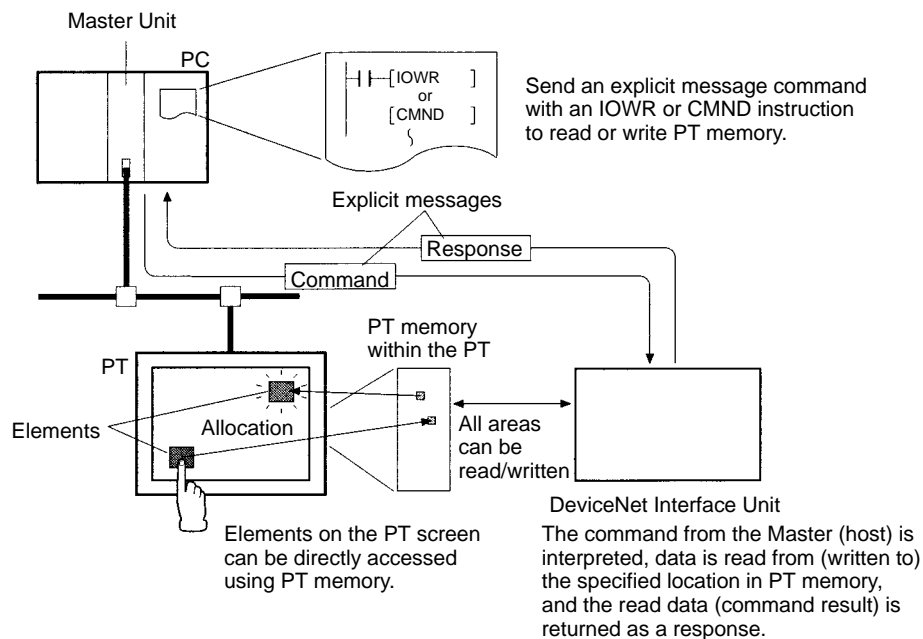 Master Unit
PC
IOWR
or
CMND
Send an explicit message command
with an IOWR or CMND instruction
to read or write PT memory.
Explicit messages
Response
Command
PT memory
within the PT
PT
Elements
Allocation
All areas
can be
read/written
DeviceNet Interface Unit
Elements on the PT screen
can be directly accessed
using PT memory.
The command from the Master (host) is
interpreted, data is read from (written to)
the specified location in PT memory,
and the read data (command result) is
returned as a response.